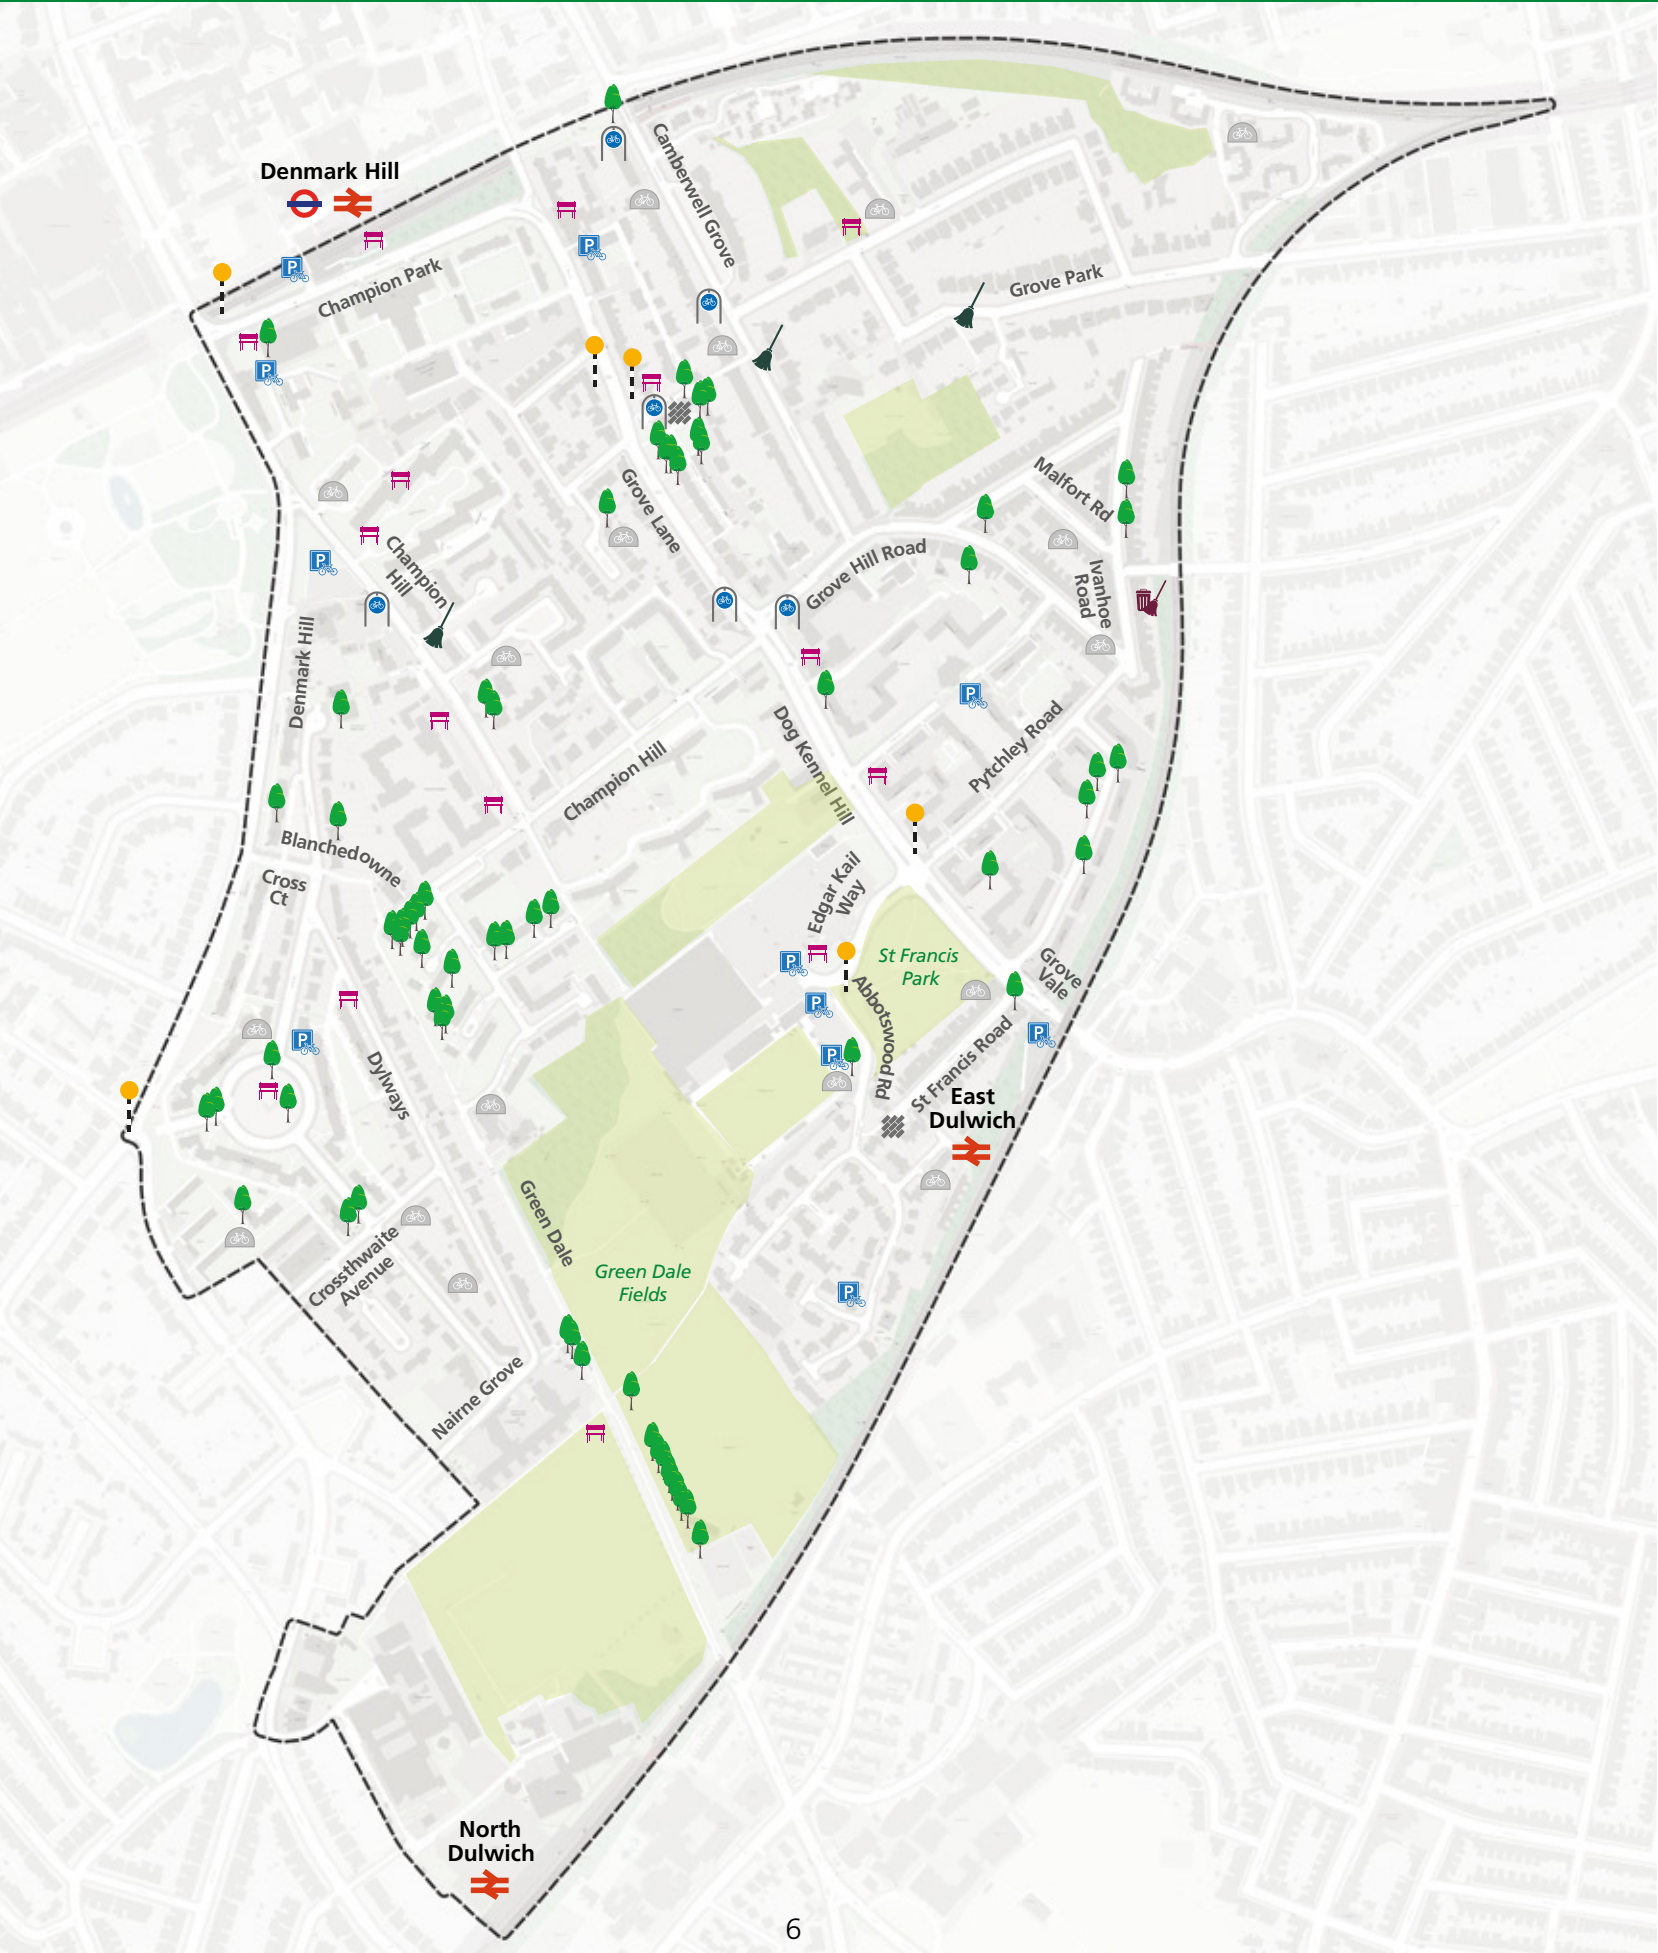 Denmark Hill
Camberwell Grove
Champion Park
Grove Park
Malfort Rd
Grove Lane
Champion
Hill
Grove Hill Road
Ivanhoe
Road
Denmark Hill
Dog Kennel Hill
Pytchley Road
Champion Hill
Blanchedowne
Cross
Ct
Edgar Kail
Way
St Francis
Park
Grove
Vale
Abbotswood Rd
St Francis Road
Dylways
East
Dulwich
Green Dale
Crossthwaite
Avenue
Green Dale
Fields
Nairne Grove
North
Dulwich
P
P
P
P
P
P
P
P
P
P
P
6